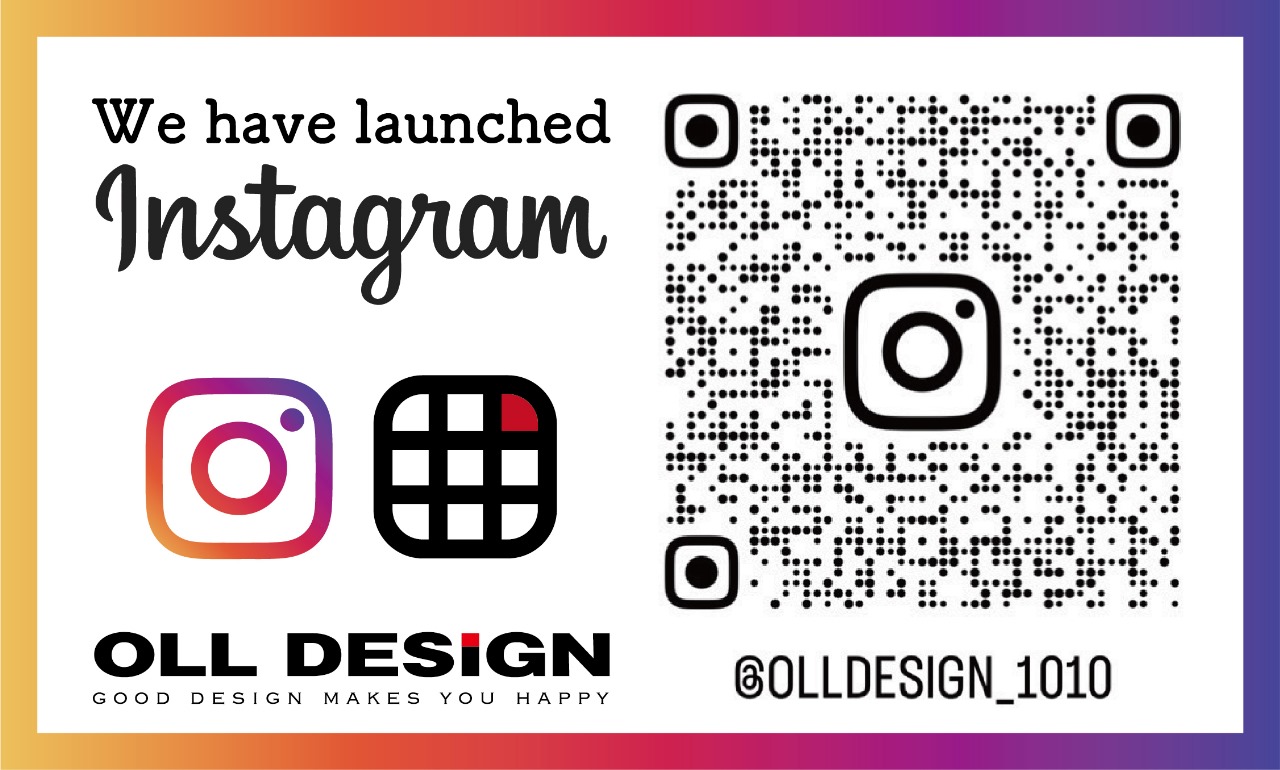 We have launched
Instagram
OLL DESiGN
GOOD DESIGN MAKES YOU HAPPY
@OLLDESIGN_1010